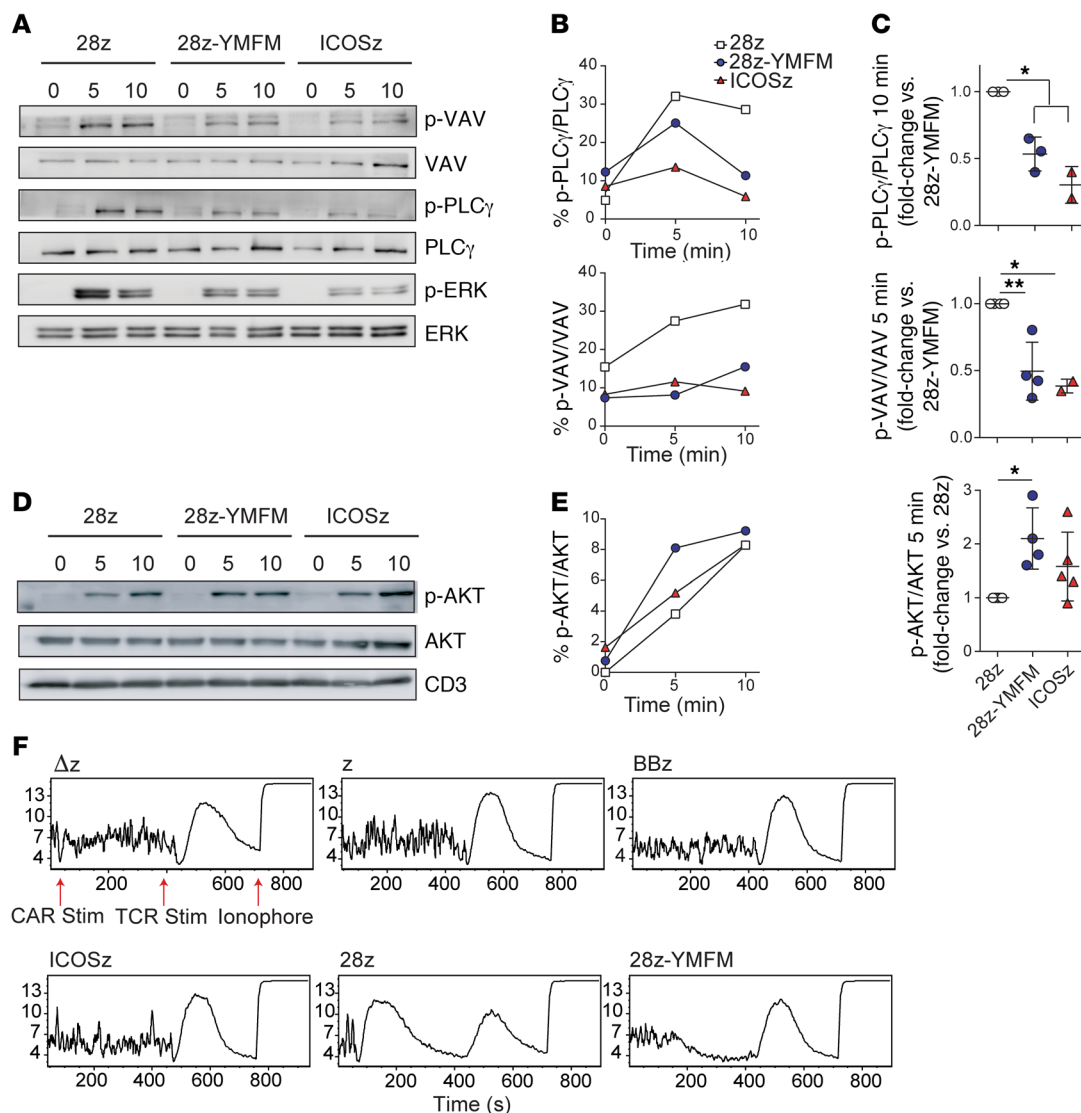 A
28z 28z-YMFM ICOSz
0 5 10 0 5 10 0 5 10
p-VAV
VAV
p-PLCγ
PLCγ
p-ERK
ERK
B
28z
28z-YMFM
ICOSz
% p-PLCγ/PLCγ
40
30
20
10
0
0 5 10
Time (min)
% p-VAV/VAV
40
30
20
10
0
0 5 10
Time (min)
C
p-PLCγ/PLCγ 10 min
(fold-change vs.
28z-YMFM)
1.0
0.5
0.0
*
p-VAV/VAV 5 min
(fold-change vs.
28z-YMFM)
1.0
0.5
0.0
*
**
p-AKT/AKT 5 min
(fold-change vs. 28z)
3
2
1
0
*
28z
28z-YMFM
ICOSz
D
28z 28z-YMFM ICOSz
0 5 10 0 5 10 0 5 10
p-AKT
AKT
CD3
E
% p-AKT/AKT
10
8
6
4
2
0
0 5 10
Time (min)
F
Δz z BBz
13 13 13
10 10 10
7 7 7
4 4 4
200 400 600 800 200 400 600 800 200 400 600 800
CAR Stim TCR Stim Ionophore
ICOSz 28z 28z-YMFM
13 13 13
10 10 10
7 7 7
4 4 4
200 400 600 800 200 400 600 800 200 400 600 800
Time (s)